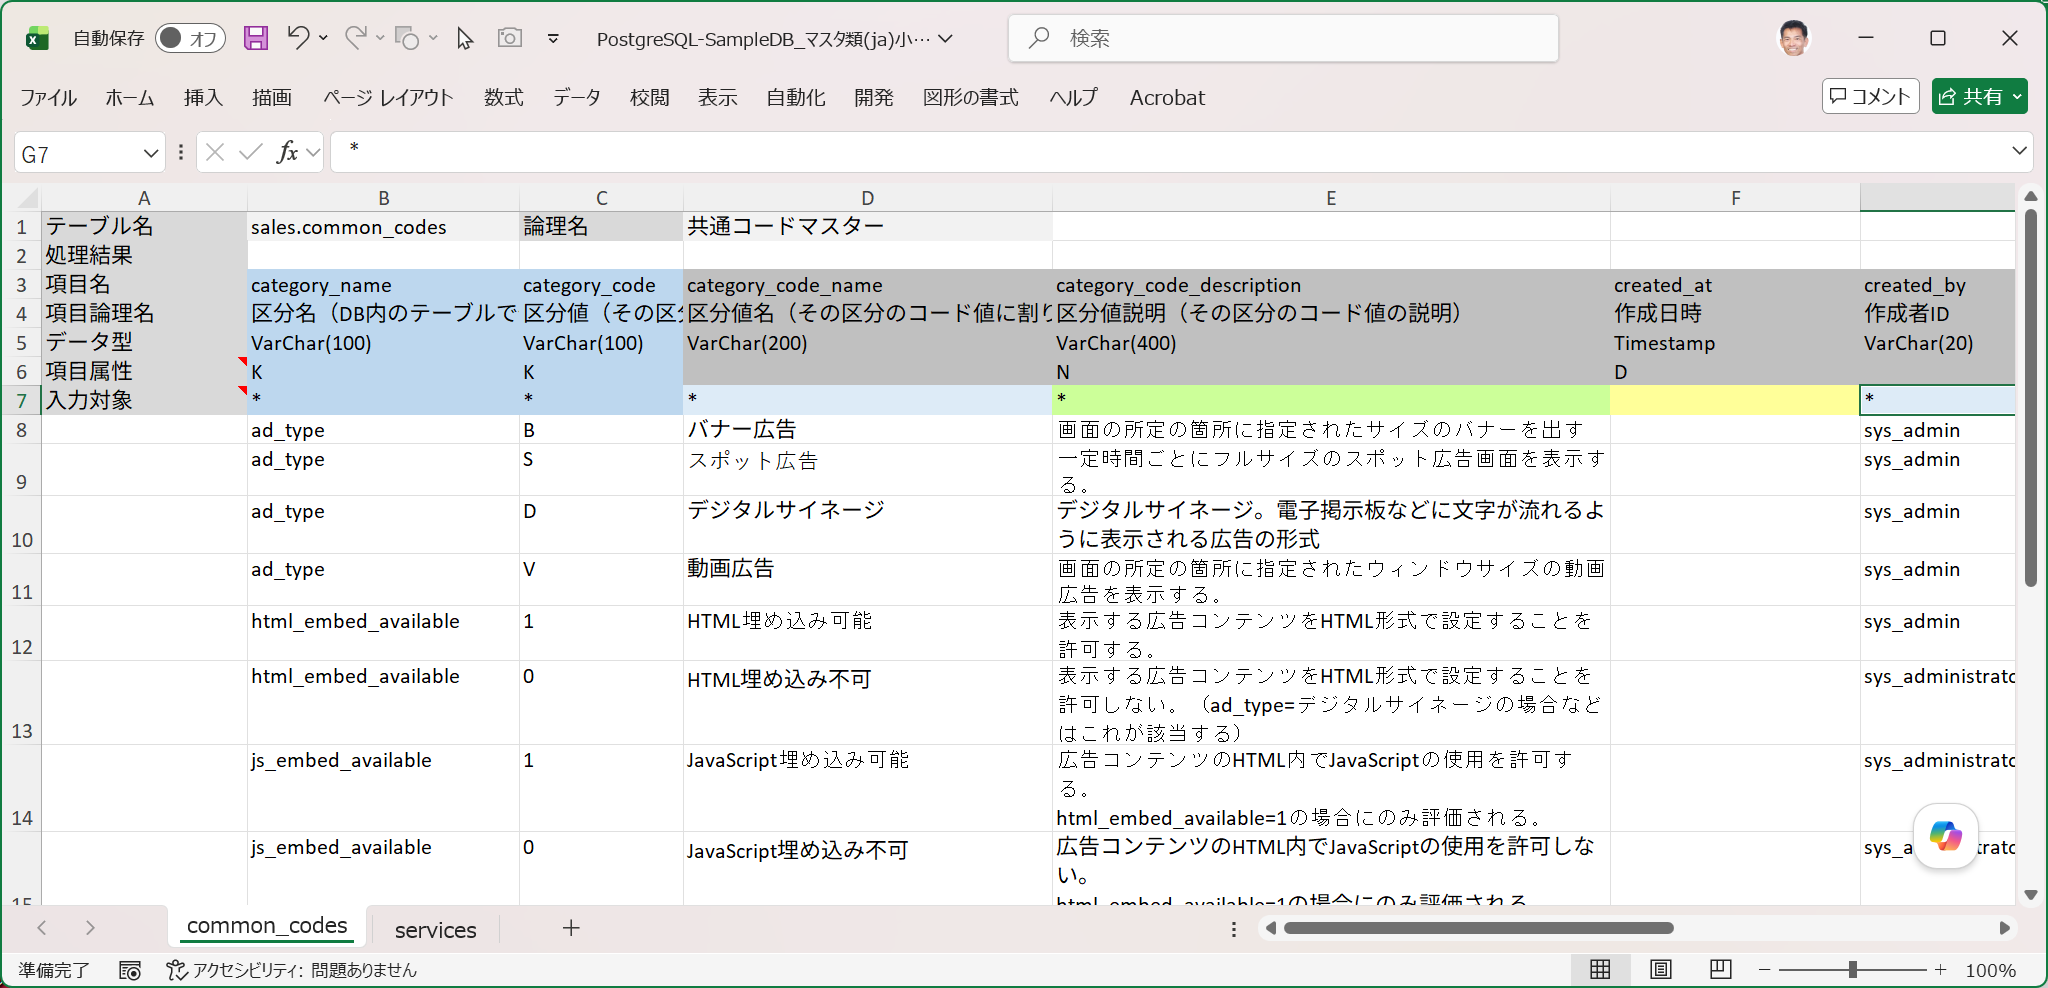 自動保存 オフ PostgreSQL-SampleDB_マスタ類(ja)小… 検索
ファイル ホーム 挿入 描画 ページ レイアウト 数式 データ 校閲 表示 自動化 開発 図形の書式 ヘルプ Acrobat コメント 共有
G7 fx *
A B C D E F
1 テーブル名 sales.common_codes 論理名 共通コードマスター
2 処理結果
3 項目名 category_name category_code category_code_name category_code_description created_at created_by
4 項目論理名 区分名（DB内のテーブルで 区分値（その区分 区分値名（その区分のコード値に割り 区分値説明（その区分のコード値の説明） 作成日時 作成者ID
5 データ型 VarChar(100) VarChar(100) VarChar(200) VarChar(400) Timestamp VarChar(20)
6 項目属性 K K N D
7 入力対象 * * * * *
8 ad_type B バナー広告 画面の所定の箇所に指定されたサイズのバナーを出す sys_admin
9 ad_type S スポット広告 一定時間ごとにフルサイズのスポット広告画面を表示す sys_admin
る。
10 ad_type D デジタルサイネージ デジタルサイネージ。電子掲示板などに文字が流れるよ sys_admin
うに表示される広告の形式
11 ad_type V 動画広告 画面の所定の箇所に指定されたウィンドウサイズの動画 sys_admin
広告を表示する。
12 html_embed_available 1 HTML埋め込み可能 表示する広告コンテンツをHTML形式で設定することを sys_admin
許可する。
13 html_embed_available 0 HTML埋め込み不可 表示する広告コンテンツをHTML形式で設定することを sys_administrato
許可しない。（ad_type=デジタルサイネージの場合など
はこれが該当する）
14 js_embed_available 1 JavaScript埋め込み可能 広告コンテンツのHTML内でJavaScriptの使用を許可す sys_administrato
る。
html_embed_available=1の場合にのみ評価される。
15 js_embed_available 0 JavaScript埋め込み不可 広告コンテンツのHTML内でJavaScriptの使用を許可しな
い。
html_embed_available=1の場合にのみ評価される
common_codes services
準備完了 アクセシビリティ: 問題ありません 100%